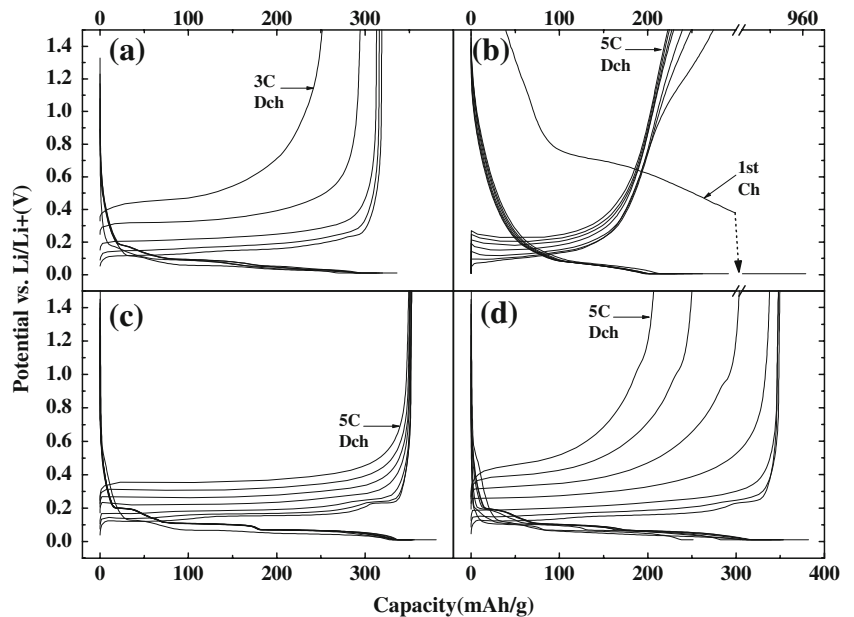 0 100 200 300 0 100 200 960
1.4 (a) 3C Dch (b) 5C Dch
1.2
1.0
0.8
0.6 1st Ch
0.4
0.2
0.0
1.4 (c) (d) 5C Dch
1.2
1.0
0.8
0.6 5C Dch
0.4
0.2
0.0
0 100 200 300 0 100 200 300 400
Potential vs. Li/Li+(V)
Capacity(mAh/g)